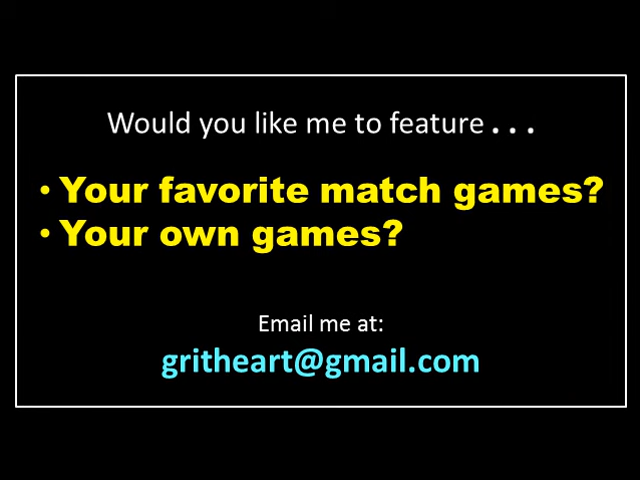 Would you like me to feature . . .
• Your favorite match games?
• Your own games?
Email me at:
gritheart@gmail.com